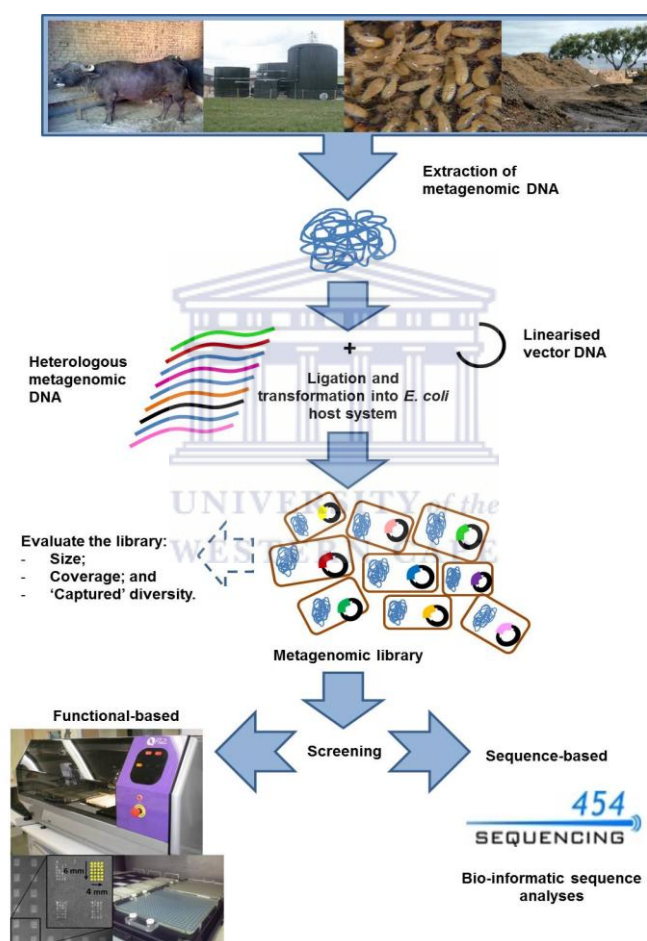 Extraction of
metagenomic DNA
Heterologous
metagenomic
DNA
+
Linearised
vector DNA
Ligation and
transformation into E. coli
host system
UNIVERSITY of the
WESTERN CAPE
Evaluate the library:
- Size;
- Coverage; and
- ‘Captured’ diversity.
Metagenomic library
Functional-based
Screening
Sequence-based
454
SEQUENCING
6 mm
4 mm
Bio-informatic sequence
analyses